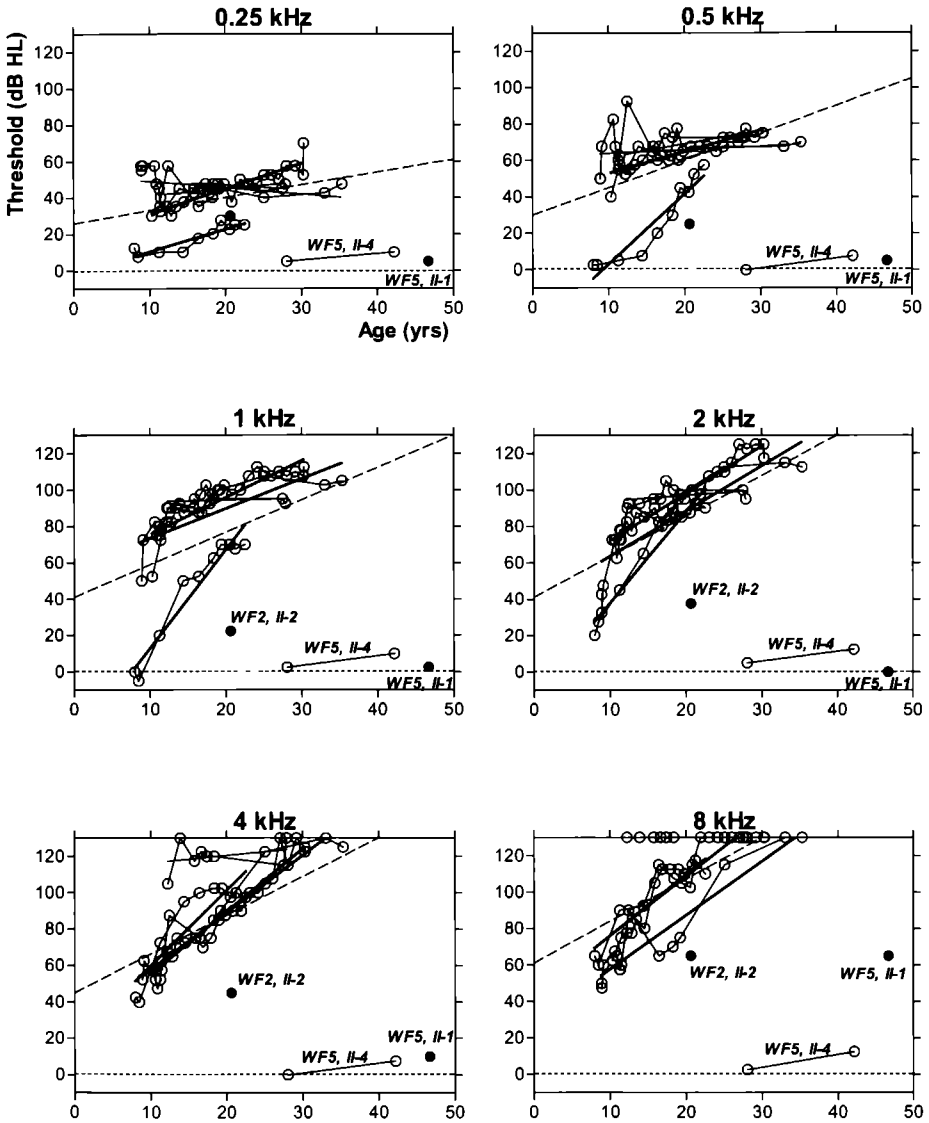 0.25 kHz
Threshold (dB HL)
120
100
80
60
40
20
0
WF5, II-4
WF5, II-1
0 10 20 30 40 50
Age (yrs)
0.5 kHz
120
100
80
60
40
20
0
WF5, II-4
WF5, II-1
0 10 20 30 40 50
1 kHz
120
100
80
60
40
20
0
WF2, II-2
WF5, II-4
WF5, II-1
0 10 20 30 40 50
2 kHz
120
100
80
60
40
20
0
WF2, II-2
WF5, II-4
WF5, II-1
0 10 20 30 40 50
4 kHz
120
100
80
60
40
20
0
WF2, II-2
WF5, II-1
WF5, II-4
0 10 20 30 40 50
8 kHz
120
100
80
60
40
20
0
WF2, II-2
WF5, II-1
WF5, II-4
0 10 20 30 40 50